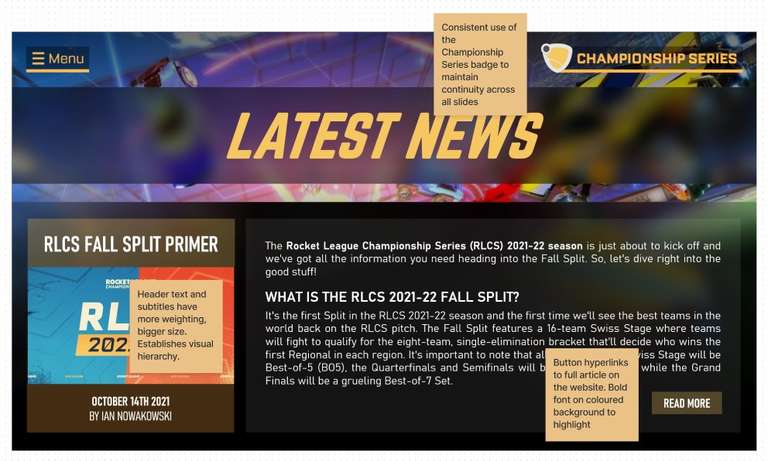 Consistent use of
the
Championship
Series badge to
maintain
continuity across
all slides
Menu
CHAMPIONSHIP SERIES
LATEST NEWS
RLCS FALL SPLIT PRIMER
ROCKET
CHAMPION
RL
202
Header text and
subtitles have
more weighting,
bigger size.
Establishes visual
hierarchy.
OCTOBER 14TH 2021
BY IAN NOWAKOWSKI
The Rocket League Championship Series (RLCS) 2021-22 season is just about to kick off and
we've got all the information you need heading into the Fall Split. So, let's dive right into the
good stuff!
WHAT IS THE RLCS 2021-22 FALL SPLIT?
It's the first Split in the RLCS 2021-22 season and the first time we'll see the best teams in the
world back on the RLCS pitch. The Fall Split features a 16-team Swiss Stage where teams
will fight to qualify for the eight-team, single-elimination bracket that'll decide who wins the
first Regional in each region. It's important to note that al wiss Stage will be
Best-of-5 (BO5), the Quarterfinals and Semifinals will b while the Grand
Finals will be a grueling Best-of-7 Set.
Button hyperlinks
to full article on
the website. Bold
font on coloured
background to
highlight
READ MORE